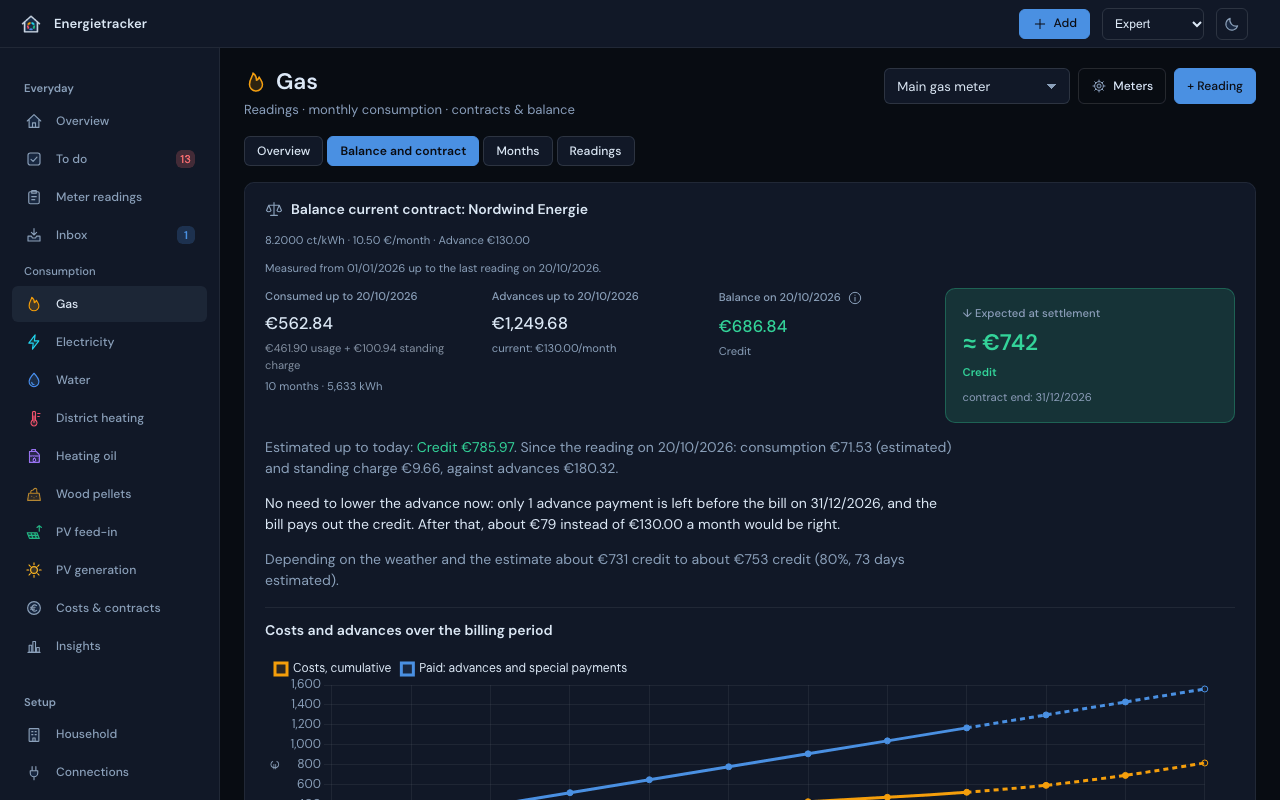 Energietracker
+ Add
Expert
Everyday
Overview
To do
13
Meter readings
Inbox
1
Consumption
Gas
Electricity
Water
District heating
Heating oil
Wood pellets
PV feed-in
PV generation
Costs & contracts
Insights
Setup
Household
Connections
Gas
Readings · monthly consumption · contracts & balance
Main gas meter
Meters
+ Reading
Overview
Balance and contract
Months
Readings
Balance current contract: Nordwind Energie
8.2000 ct/kWh · 10.50 €/month · Advance €130.00
Measured from 01/01/2026 up to the last reading on 20/10/2026.
Consumed up to 20/10/2026
€562.84
€461.90 usage + €100.94 standing
charge
10 months · 5,633 kWh
Advances up to 20/10/2026
€1,249.68
current: €130.00/month
Balance on 20/10/2026
€686.84
Credit
↓ Expected at settlement
≈ €742
Credit
contract end: 31/12/2026
Estimated up to today: Credit €785.97. Since the reading on 20/10/2026: consumption €71.53 (estimated)
and standing charge €9.66, against advances €180.32.
No need to lower the advance now: only 1 advance payment is left before the bill on 31/12/2026, and the
bill pays out the credit. After that, about €79 instead of €130.00 a month would be right.
Depending on the weather and the estimate about €731 credit to about €753 credit (80%, 73 days
estimated).
Costs and advances over the billing period
Costs, cumulative
Paid: advances and special payments
1,600
1,400
1,200
1,000
800
600
400
€